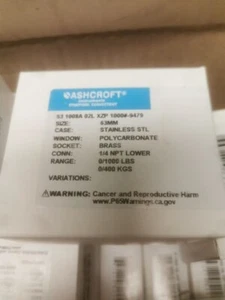 ASHCROFT®
SIZE: 63MM
CASE: STAINLESS STL
WINDOW: POLYCARBONATE
SOCKET: BRASS
CONN: 1/4 NPT LOWER
RANGE: 0/1000 LBS
0/460 KGS
VARIATIONS:
⚠WARNING: Cancer and Reproductive Harm
www.P65Warnings.ca.gov